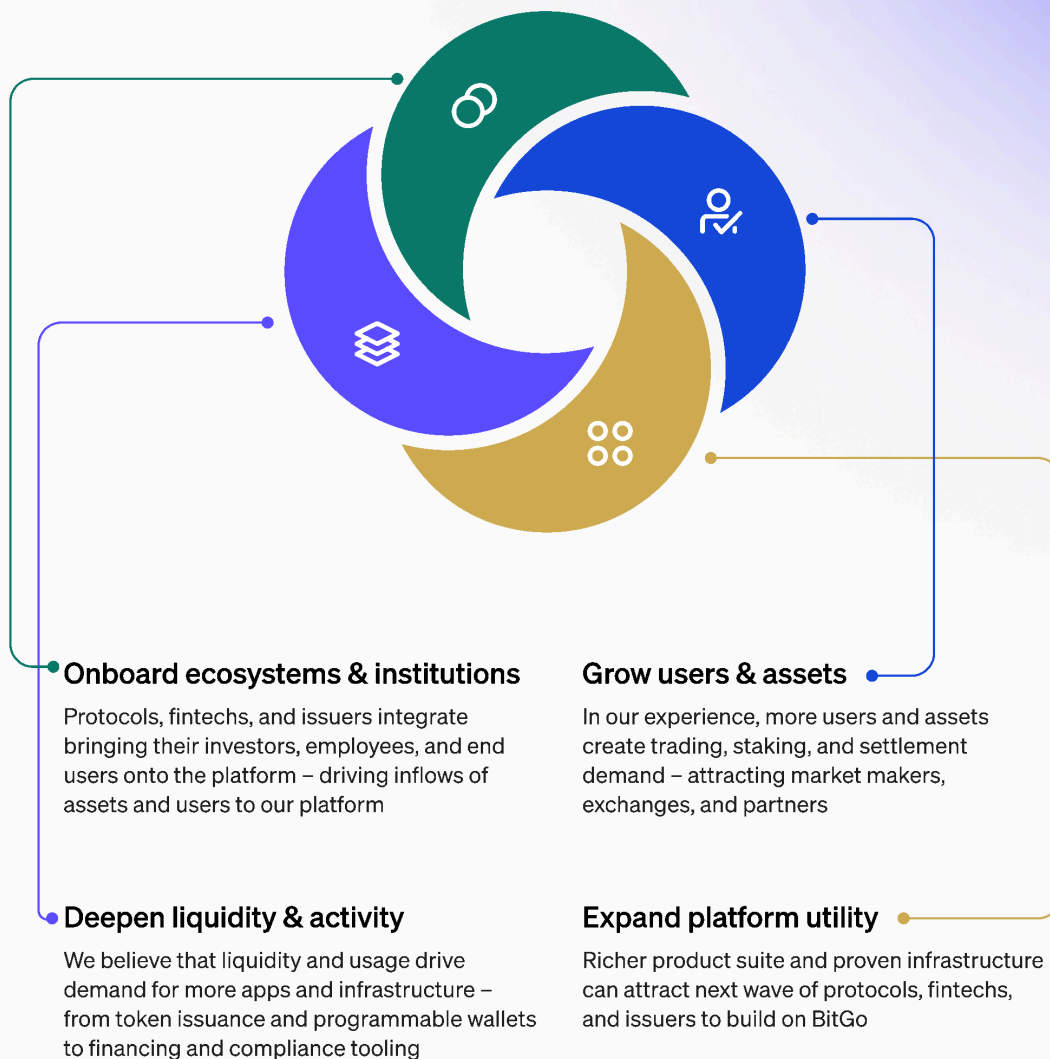 Onboard ecosystems & institutions
Protocols, fintechs, and issuers integrate
bringing their investors, employees, and end
users onto the platform – driving inflows of
assets and users to our platform
Grow users & assets
In our experience, more users and assets
create trading, staking, and settlement
demand – attracting market makers,
exchanges, and partners
Deepen liquidity & activity
We believe that liquidity and usage drive
demand for more apps and infrastructure –
from token issuance and programmable wallets
to financing and compliance tooling
Expand platform utility
Richer product suite and proven infrastructure
can attract next wave of protocols, fintechs,
and issuers to build on BitGo